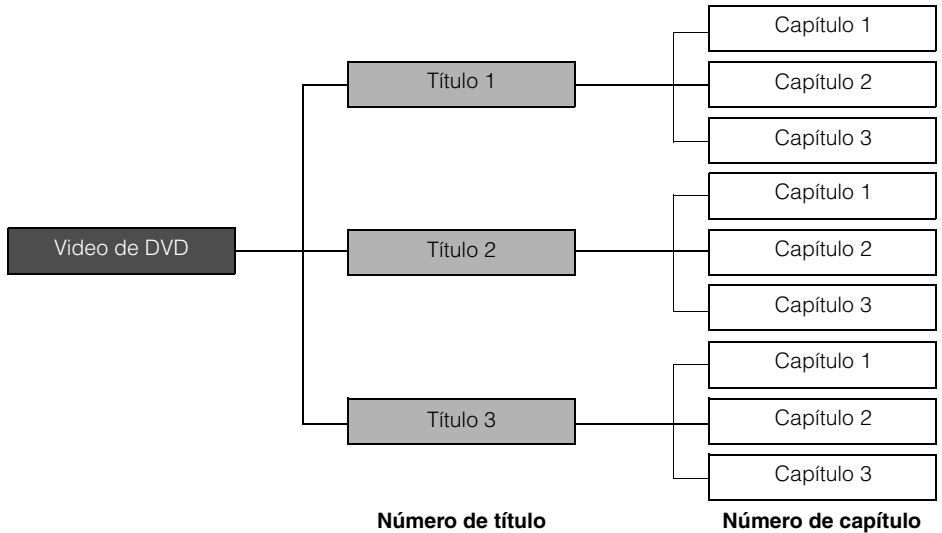 Video de DVD
Título 1
Capítulo 1
Capítulo 2
Capítulo 3
Título 2
Capítulo 1
Capítulo 2
Capítulo 3
Título 3
Capítulo 1
Capítulo 2
Capítulo 3
Número de título
Número de capítulo